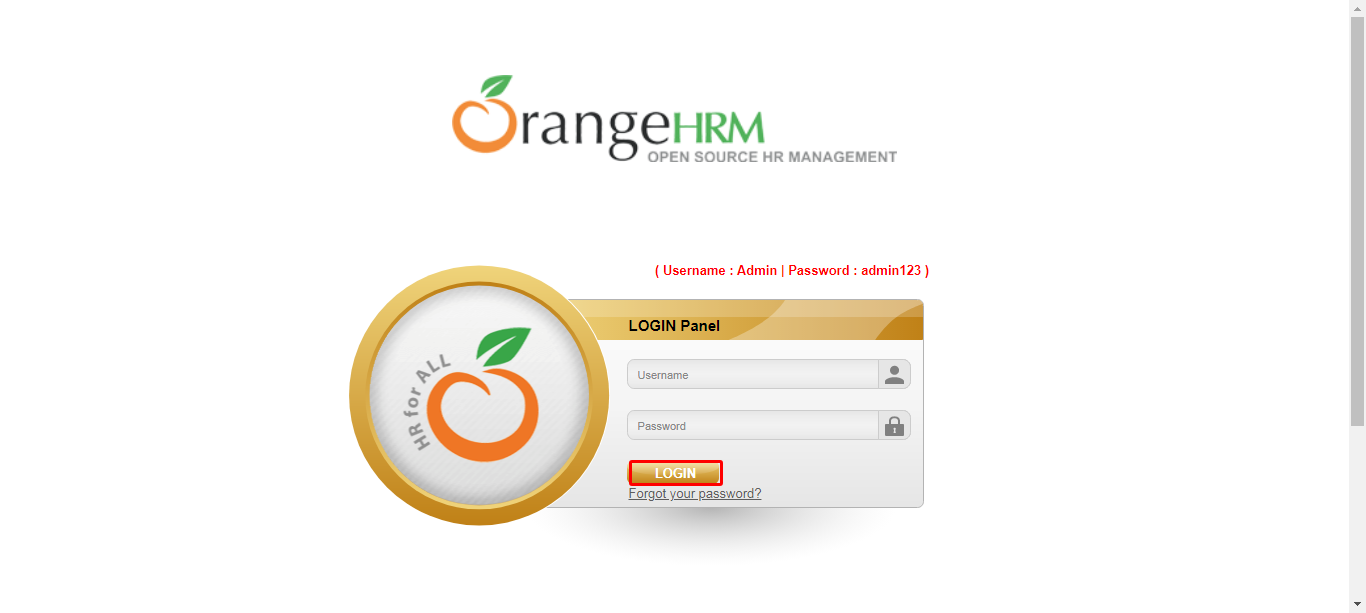 OrangeHRM
OPEN SOURCE HR MANAGEMENT
( Username : Admin | Password : admin123 )
LOGIN Panel
HR for ALL
Username
Password
LOGIN
Forgot your password?